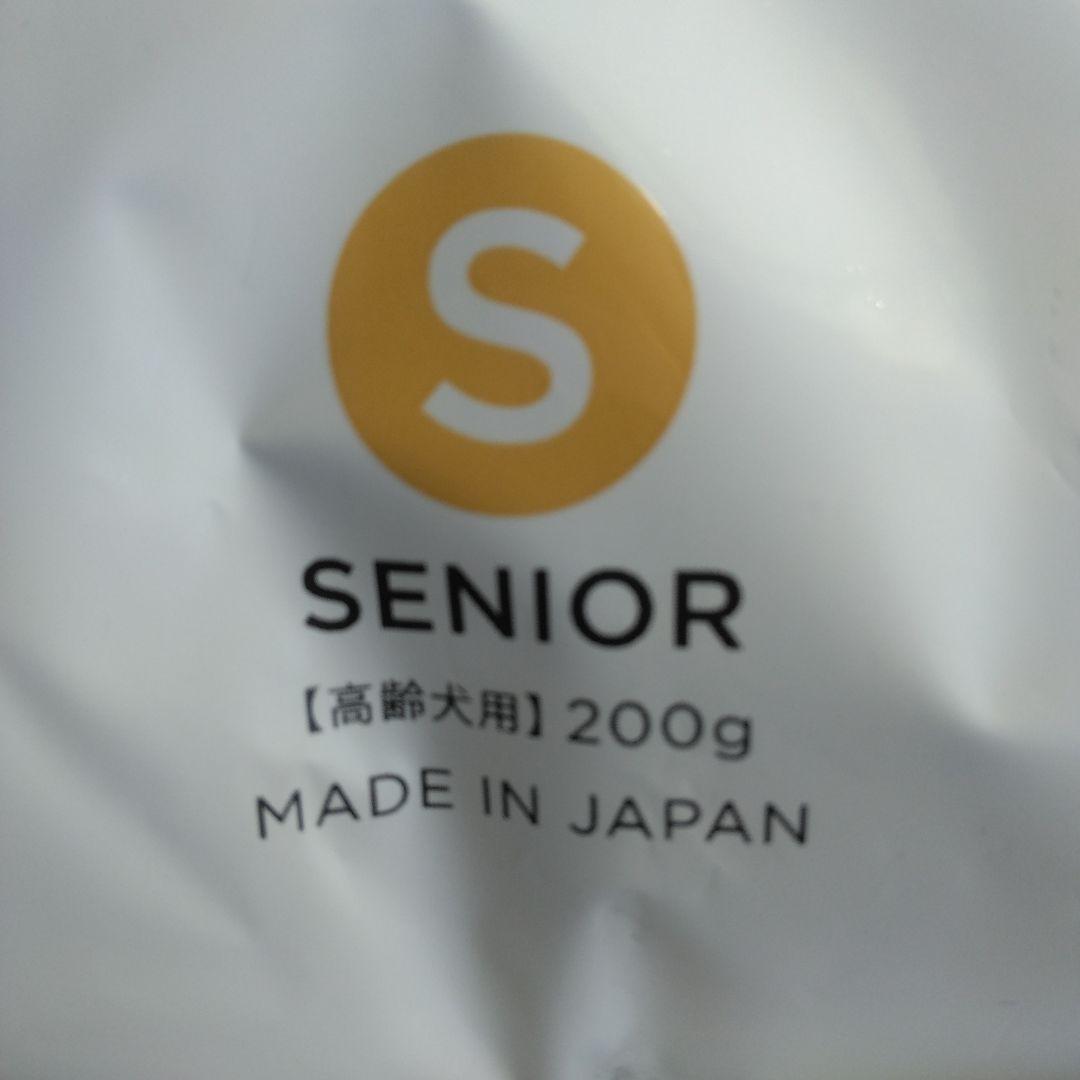 S
SENIOR
【高齢犬用】200g
MADE IN JAPAN